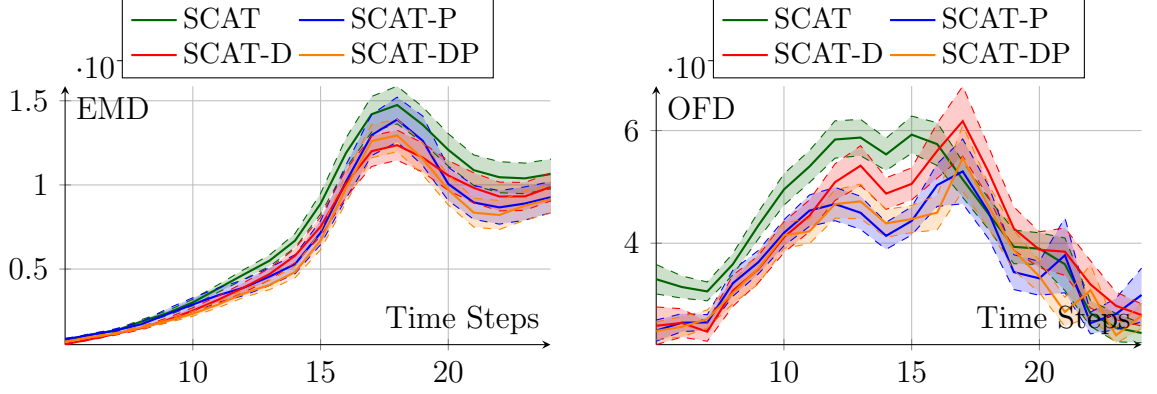 SCAT SCAT-P
SCAT-D SCAT-DP
·10
EMD
1.5
1
0.5
Time Steps
10 15 20
SCAT SCAT-P
SCAT-D SCAT-DP
·10
OFD
6
4
Time Steps
10 15 20